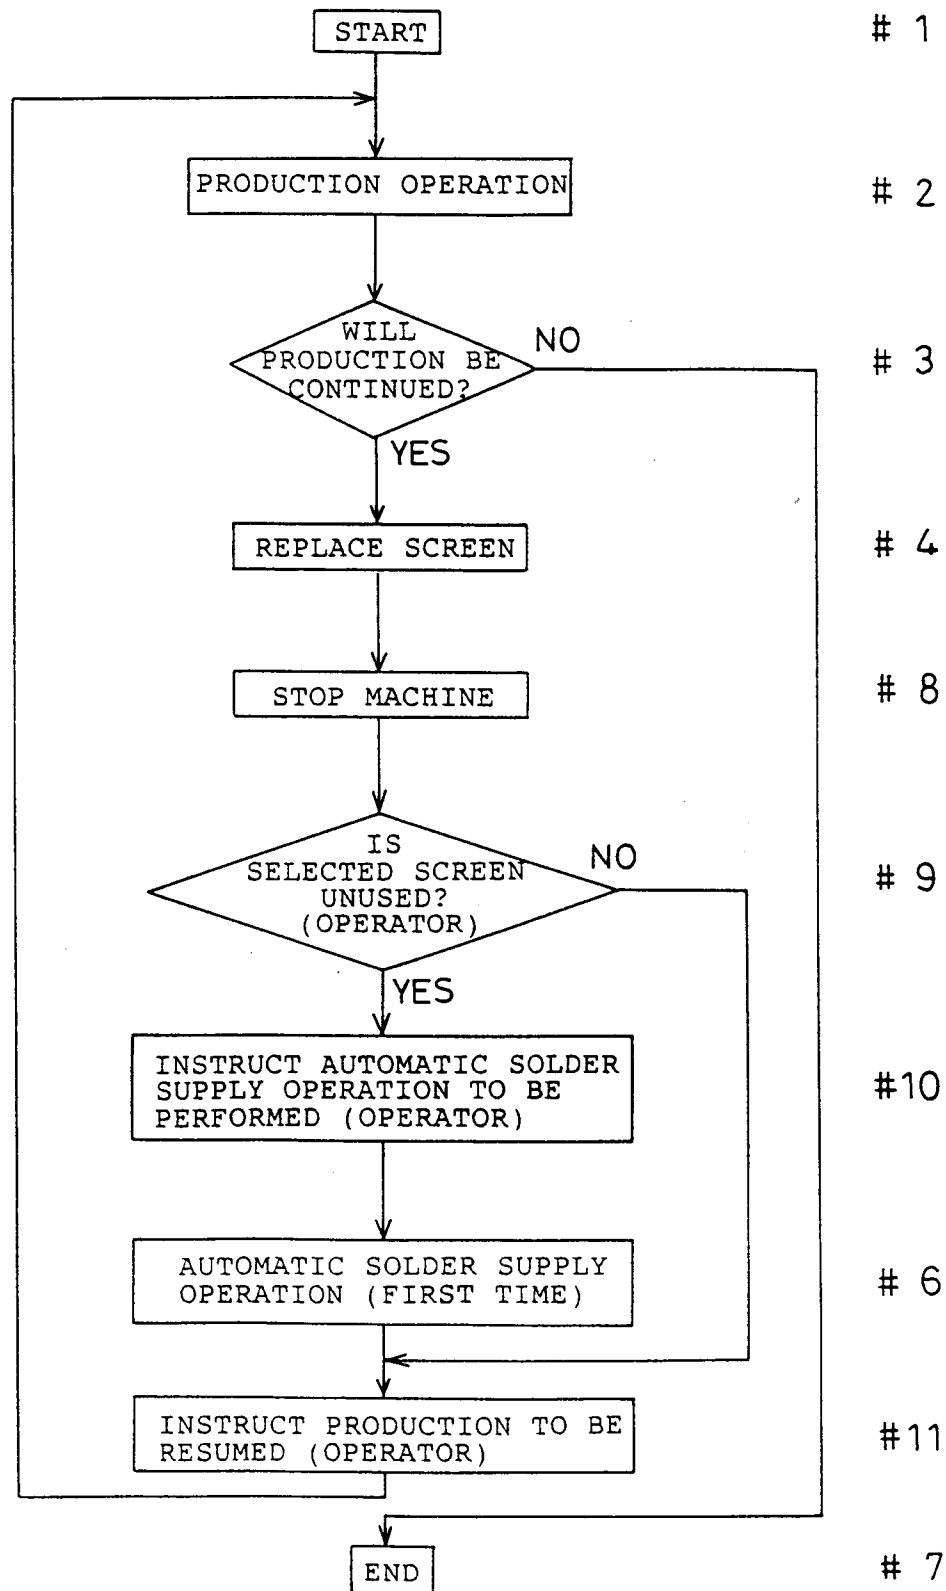 START
# 1
PRODUCTION OPERATION
# 2
WILL
PRODUCTION BE
CONTINUED?
NO
# 3
YES
REPLACE SCREEN
# 4
STOP MACHINE
# 8
IS
SELECTED SCREEN
UNUSED?
(OPERATOR)
NO
# 9
YES
INSTRUCT AUTOMATIC SOLDER
SUPPLY OPERATION TO BE
PERFORMED (OPERATOR)
#10
AUTOMATIC SOLDER SUPPLY
OPERATION (FIRST TIME)
# 6
INSTRUCT PRODUCTION TO BE
RESUMED (OPERATOR)
#11
END
# 7